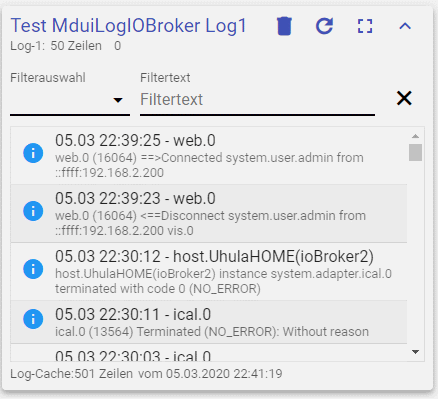 Test MduiLogIOBroker Log1
Log-1: 50 Zeilen 0
Filterauswahl
Filtertext
Filtertext
05.03 22:39:25 - web.0
web.0 (16064) ==>Connected system.user.admin from
::ffff:192.168.2.200
05.03 22:39:23 - web.0
web.0 (16064) <==Disconnect system.user.admin from
::ffff:192.168.2.200 vis.0
05.03 22:30:12 - host.UhulaHOME(ioBroker2)
host.UhulaHOME(ioBroker2) instance system.adapter.ical.0
terminated with code 0 (NO_ERROR)
05.03 22:30:11 - ical.0
ical.0 (13564) Terminated (NO_ERROR): Without reason
05.03 22:30:03 - ical.0
Log-Cache:501 Zeilen vom 05.03.2020 22:41:19